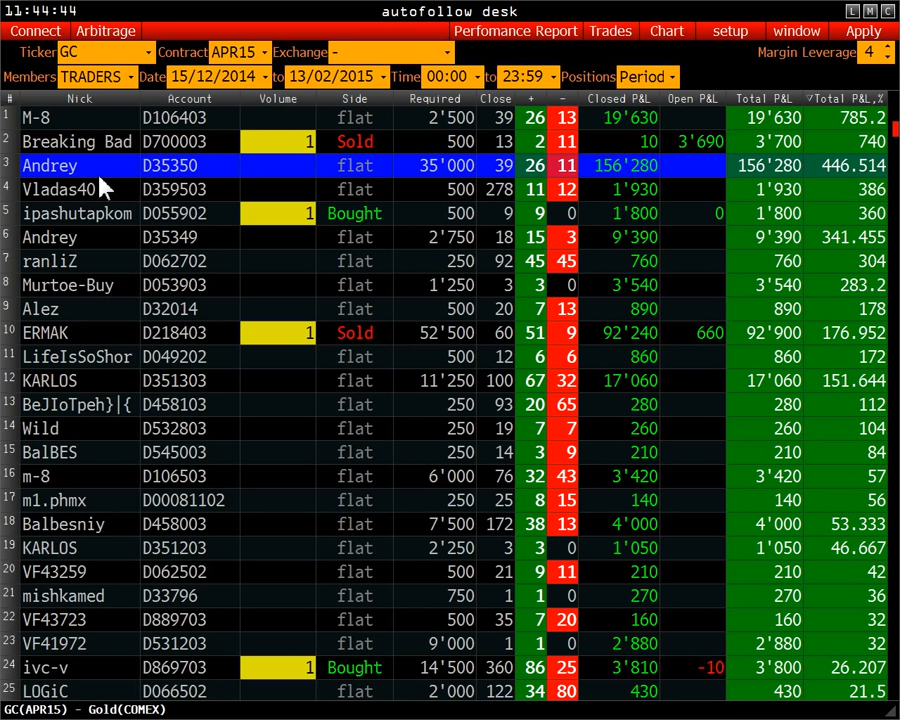 11:44:44 autofollow desk L M C
Connect Arbitrage Perfomance Report Trades Chart setup window Apply
Ticker GC Contract APR15 Exchange - Margin Leverage 4
Members TRADERS Date 15/12/2014 to 13/02/2015 Time 00:00 to 23:59 Positions Period
# Nick Account Volume Side Required Close + - Closed P&L Open P&L Total P&L ▽Total P&L,%
1 M-8 D106403 flat 2'500 39 26 13 19'630 19'630 785.2
2 Breaking Bad D700003 1 Sold 500 13 2 11 10 3'690 3'700 740
3 Andrey D35350 flat 35'000 39 26 11 156'280 156'280 446.514
4 Vladas40 D359503 flat 500 278 11 12 1'930 1'930 386
5 ipashutapkom D055902 1 Bought 500 9 9 0 1'800 0 1'800 360
6 Andrey D35349 flat 2'750 18 15 3 9'390 9'390 341.455
7 ranliZ D062702 flat 250 92 45 45 760 760 304
8 Murtoe-Buy D053903 flat 1'250 3 3 0 3'540 3'540 283.2
9 Alez D32014 flat 500 20 7 13 890 890 178
10 ERMAK D218403 1 Sold 52'500 60 51 9 92'240 660 92'900 176.952
11 LifeIsSoShor D049202 flat 500 12 6 6 860 860 172
12 KARLOS D351303 flat 11'250 100 67 32 17'060 17'060 151.644
13 BeJIoTpeh}|{ D458103 flat 250 93 20 65 280 280 112
14 Wild D532803 flat 250 19 7 7 260 260 104
15 BalBES D545003 flat 250 14 3 9 210 210 84
16 m-8 D106503 flat 6'000 76 32 43 3'420 3'420 57
17 m1.phmx D00081102 flat 250 25 8 15 140 140 56
18 Balbesniy D458003 flat 7'500 172 38 13 4'000 4'000 53.333
19 KARLOS D351203 flat 2'250 3 3 0 1'050 1'050 46.667
20 VF43259 D062502 flat 500 21 9 11 210 210 42
21 mishkamed D33796 flat 750 1 1 0 270 270 36
22 VF43723 D889703 flat 500 35 7 20 160 160 32
23 VF41972 D531203 flat 9'000 1 1 0 2'880 2'880 32
24 ivc-v D869703 1 Bought 14'500 360 86 25 3'810 -10 3'800 26.207
25 LOGiC D066502 flat 2'000 122 34 80 430 430 21.5
GC(APR15) - Gold(COMEX)